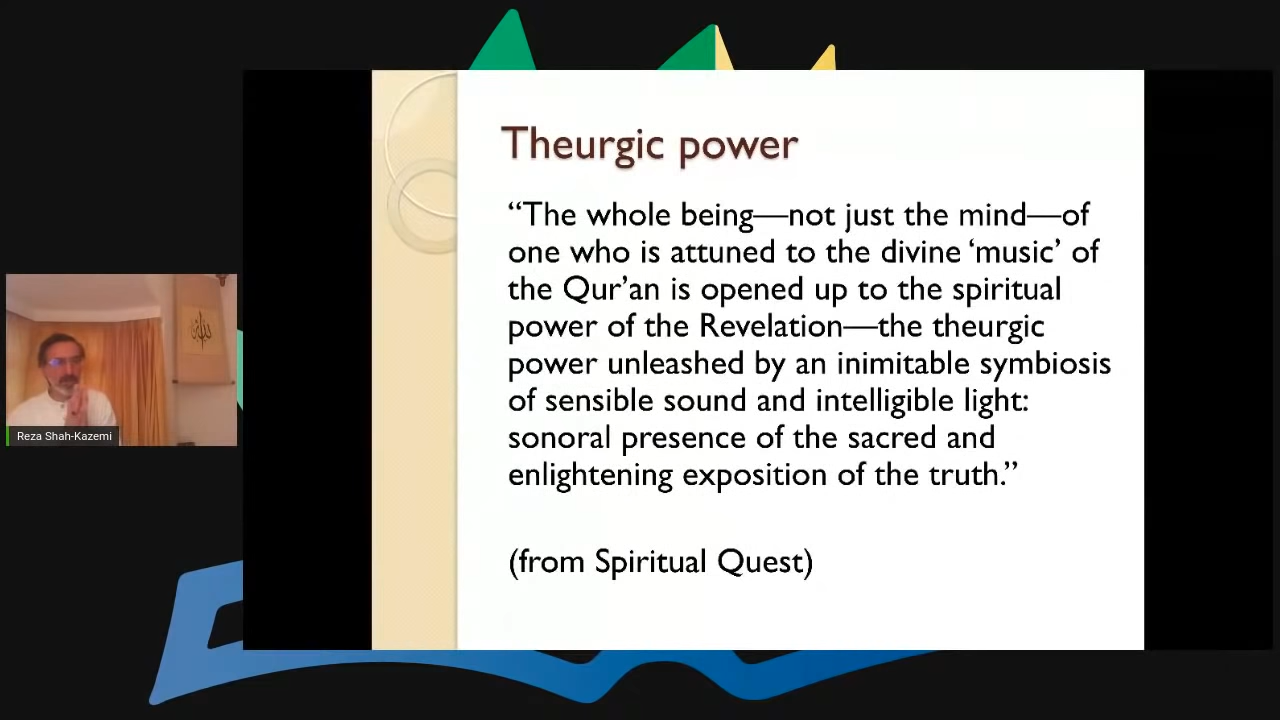 Theurgic power
“The whole being—not just the mind—of
one who is attuned to the divine ‘music’ of
the Qur’an is opened up to the spiritual
power of the Revelation—the theurgic
power unleashed by an inimitable symbiosis
of sensible sound and intelligible light:
sonoral presence of the sacred and
enlightening exposition of the truth.”
(from Spiritual Quest)
Reza Shah-Kazemi